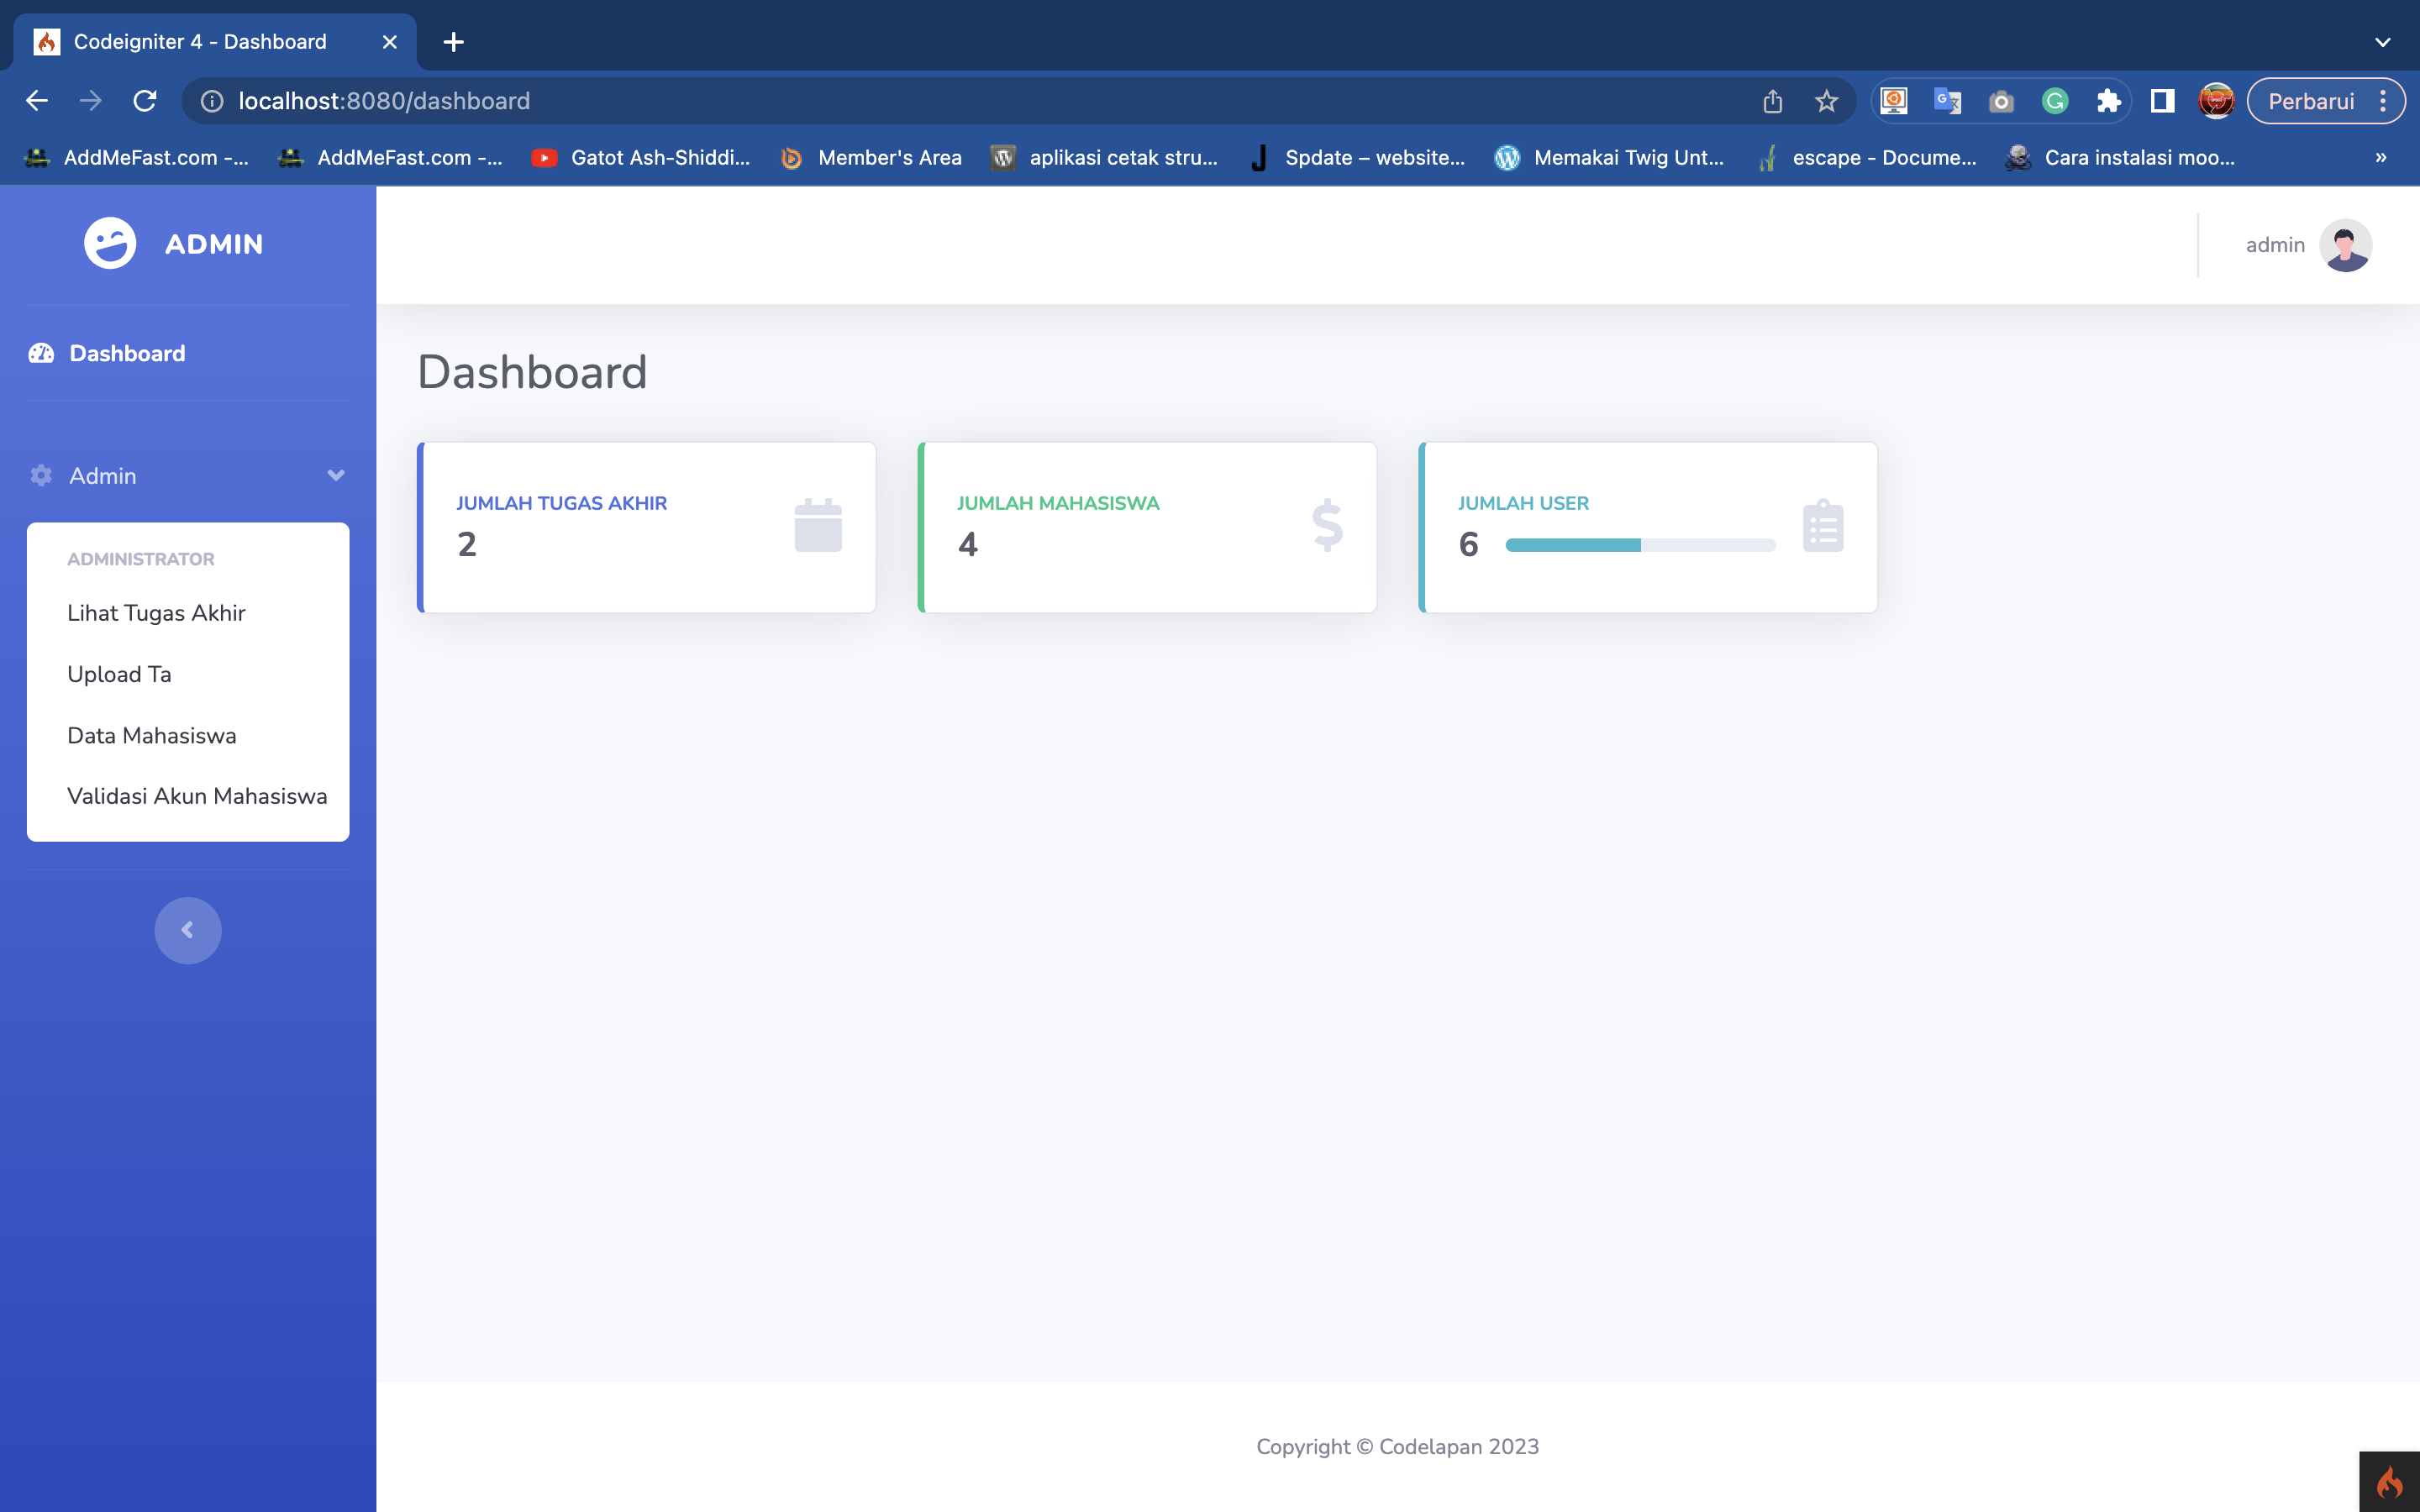 Codeigniter 4 - Dashboard
localhost:8080/dashboard
Perbarui
AddMeFast.com -...
AddMeFast.com -...
Gatot Ash-Shiddi...
Member's Area
aplikasi cetak stru...
Spdate – website...
Memakai Twig Unt...
escape - Docume...
Cara instalasi moo...
»
ADMIN
admin
Dashboard
Admin
ADMINISTRATOR
Lihat Tugas Akhir
Upload Ta
Data Mahasiswa
Validasi Akun Mahasiswa
Dashboard
JUMLAH TUGAS AKHIR
2
JUMLAH MAHASISWA
4
JUMLAH USER
6
Copyright © Codelapan 2023